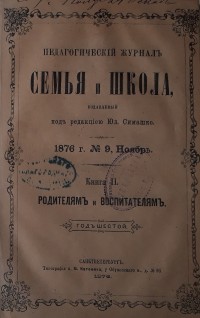 ПЕДАГОГИЧЕСКІЙ ЖУРНАЛЪ
СЕМЬЯ И ШКОЛА,
ИЗДАВАЕМЫЙ
подъ редакціею Юл. Симашко.
1876 г. № 9, Ноябрь.
Книга II.
РОДИТЕЛЯМЪ и ВОСПИТАТЕЛЯМЪ.
ГОДЪ ШЕСТОЙ.
САНКТПЕТЕРБУРГЪ.
1876